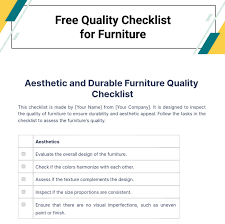 Free Quality Checklist
for Furniture
Aesthetic and Durable Furniture Quality
Checklist
This checklist is made by [Your Name] from [Your Company]. It is designed to inspect
the quality of furniture to ensure durability and aesthetic appeal. Follow the tasks in the
checklist to assess the furniture's quality.
Aesthetics
Evaluate the overall design of the furniture.
Check if the colors harmonize with each other.
Assess if the texture complements the design.
Inspect if the size proportions are consistent.
Ensure that there are no visual imperfections, such as uneven
paint or finish.